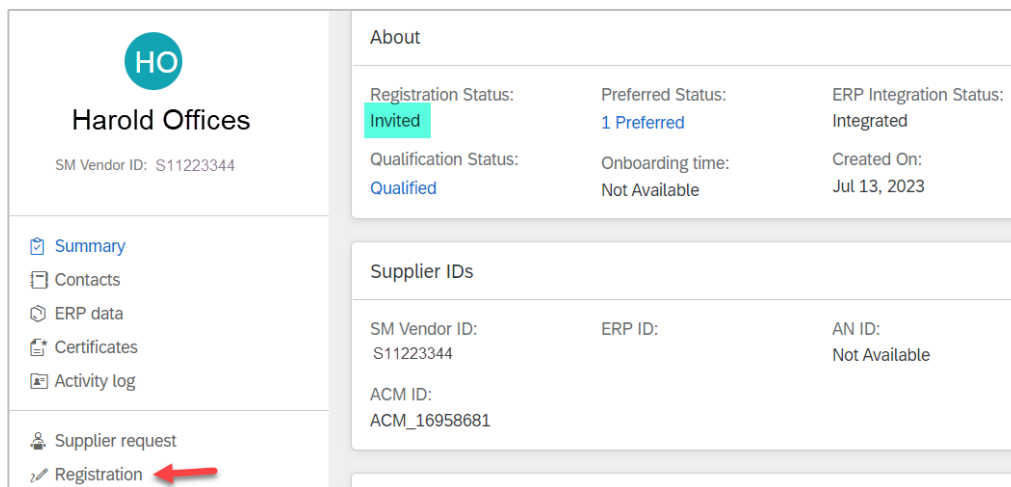 HO
Harold Offices
SM Vendor ID: S11223344
Summary
Contacts
ERP data
Certificates
Activity log
Supplier request
Registration
About
Registration Status: Preferred Status: ERP Integration Status:
Invited 1 Preferred Integrated
Qualification Status: Onboarding time: Created On:
Qualified Not Available Jul 13, 2023
Supplier IDs
SM Vendor ID: ERP ID: AN ID:
S11223344 Not Available
ACM ID:
ACM_16958681